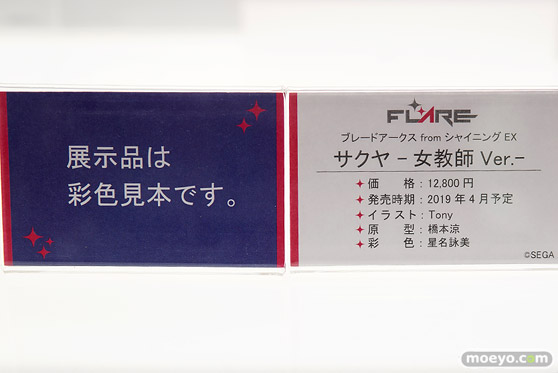 展示品は
彩色見本です。
FLARE
ブレードアークス from シャイニング EX
サクヤ − 女教師 Ver.−
価　　格：12,800円
発売時期：2019 年 4 月予定
イラスト：Tony
原　　型：橋本涼
彩　　色：星名詠美
©SEGA
moeyo.com